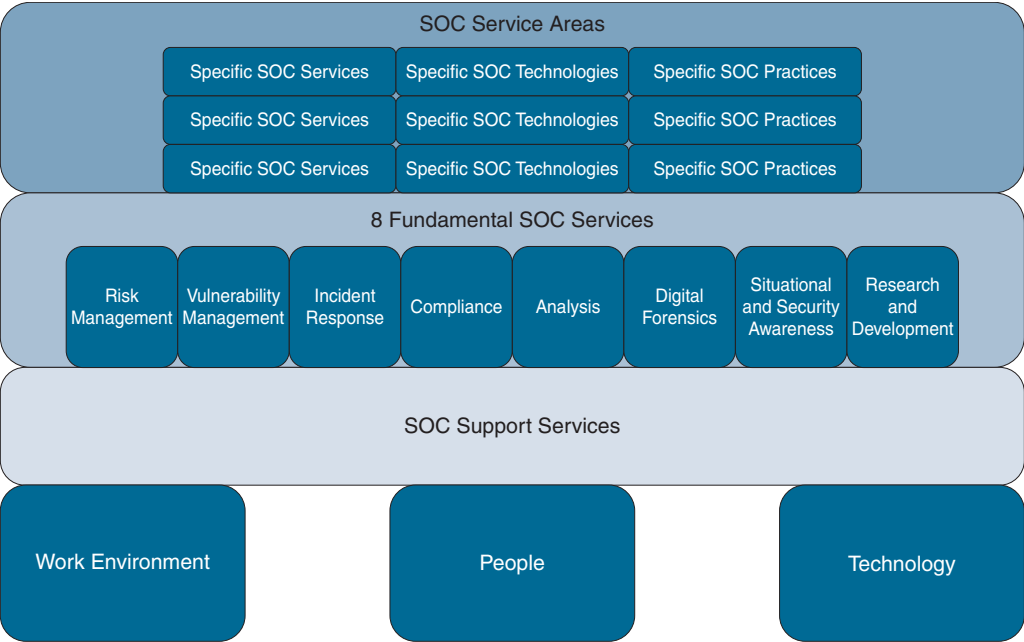 SOC Service Areas
Specific SOC Services
Specific SOC Technologies
Specific SOC Practices
Specific SOC Services
Specific SOC Technologies
Specific SOC Practices
Specific SOC Services
Specific SOC Technologies
Specific SOC Practices
8 Fundamental SOC Services
Risk
Management
Vulnerability
Management
Incident
Response
Compliance
Analysis
Digital
Forensics
Situational
and Security
Awareness
Research
and
Development
SOC Support Services
Work Environment
People
Technology